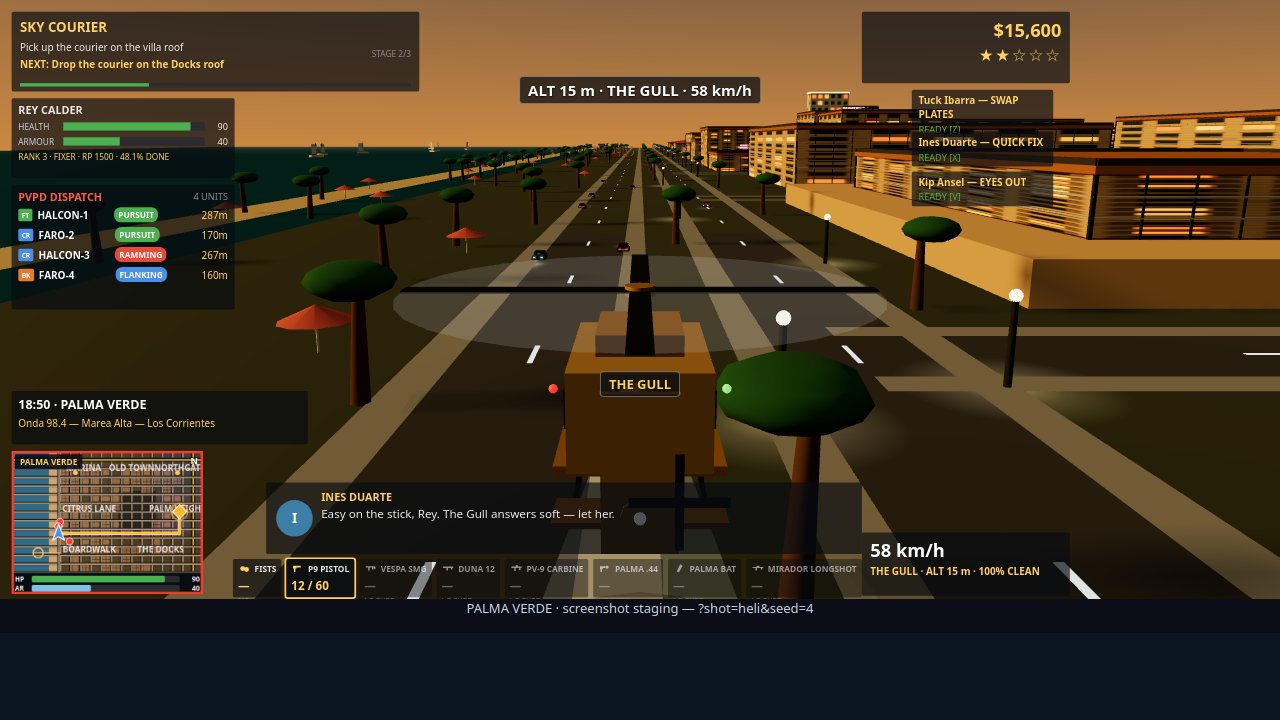 SKY COURIER
Pick up the courier on the villa roof
STAGE 2/3
NEXT: Drop the courier on the Docks roof
$15,600
★★☆☆☆
ALT 15 m · THE GULL · 58 km/h
Tuck Ibarra — SWAP
PLATES
READY [Z]
Ines Duarte — QUICK FIX
READY [X]
Kip Ansel — EYES OUT
READY [V]
REY CALDER
HEALTH 90
ARMOUR 40
RANK 3 · FIXER · RP 1500 · 48.1% DONE
PVPD DISPATCH 4 UNITS
FT HALCON-1 PURSUIT 287m
CR FARO-2 PURSUIT 170m
CR HALCON-3 RAMMING 267m
BK FARO-4 FLANKING 160m
THE GULL
18:50 · PALMA VERDE
Onda 98.4 — Marea Alta — Los Corrientes
PALMA VERDE
N
OLD TOWN
CITRUS LANE
BOARDWALK THE DOCKS
HP 90
AR 40
I
INES DUARTE
Easy on the stick, Rey. The Gull answers soft — let her.
FISTS
—
P9 PISTOL
12 / 60
VESPA SMG
—
DUNA 12
—
PV-9 CARBINE
—
PALMA .44
—
PALMA BAT
—
MIRADOR LONGSHOT
—
58 km/h
THE GULL · ALT 15 m · 100% CLEAN
PALMA VERDE · screenshot staging — ?shot=heli&seed=4